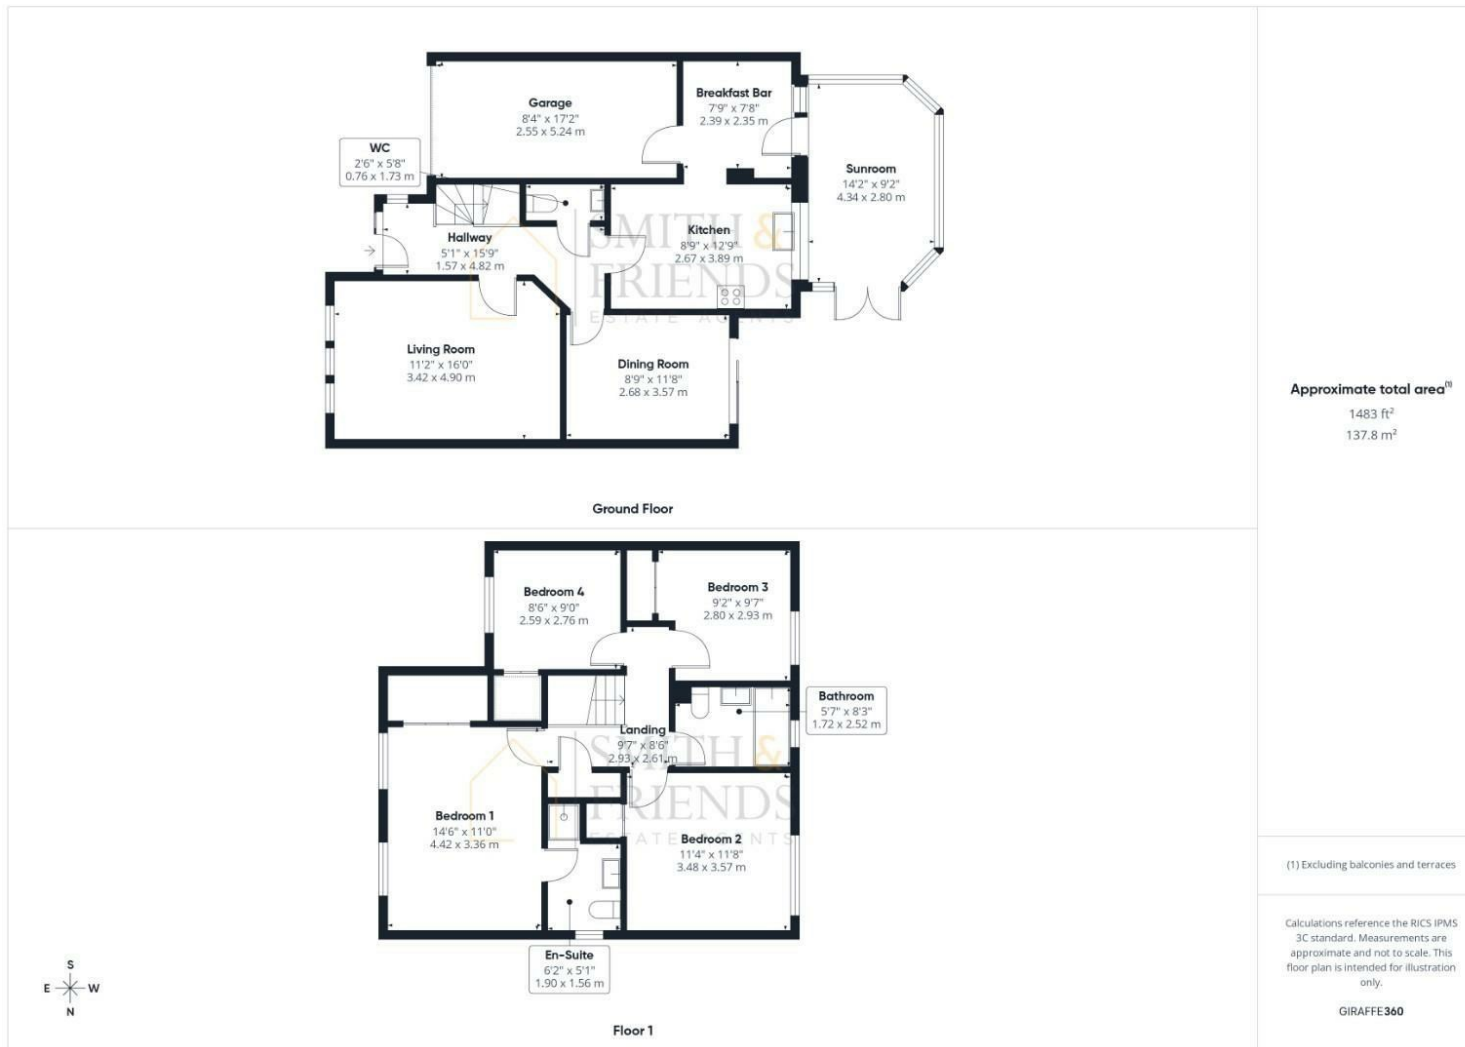 Garage
8'4" x 17'2"
2.55 x 5.24 m
Breakfast Bar
7'9" x 7'8"
2.39 x 2.35 m
WC
2'6" x 5'8"
0.76 x 1.73 m
Sunroom
14'2" x 9'2"
4.34 x 2.80 m
Hallway
5'1" x 15'9"
1.57 x 4.82 m
Kitchen
8'9" x 12'9"
2.67 x 3.89 m
SMITH &
FRIENDS
ESTATE AGENTS
Living Room
11'2" x 16'0"
3.42 x 4.90 m
Dining Room
8'9" x 11'8"
2.68 x 3.57 m
Ground Floor
Approximate total area(1)
1483 ft²
137.8 m²
Bedroom 4
8'6" x 9'0"
2.59 x 2.76 m
Bedroom 3
9'2" x 9'7"
2.80 x 2.93 m
Bathroom
5'7" x 8'3"
1.72 x 2.52 m
Landing
9'7" x 8'6"
2.93 x 2.61 m
SMITH &
FRIENDS
ESTATE AGENTS
Bedroom 1
14'6" x 11'0"
4.42 x 3.36 m
Bedroom 2
11'4" x 11'8"
3.48 x 3.57 m
En-Suite
6'2" x 5'1"
1.90 x 1.56 m
Floor 1
S
E W
N
(1) Excluding balconies and terraces
Calculations reference the RICS IPMS
3C standard. Measurements are
approximate and not to scale. This
floor plan is intended for illustration
only.
GIRAFFE360